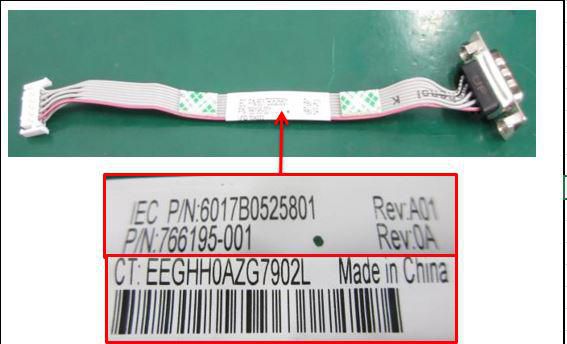 IEC P/N:6017B0525801 Rev:A01
P/N:766195-001 Rev:0A
CT: EEGHH0AZG7902L Made in China